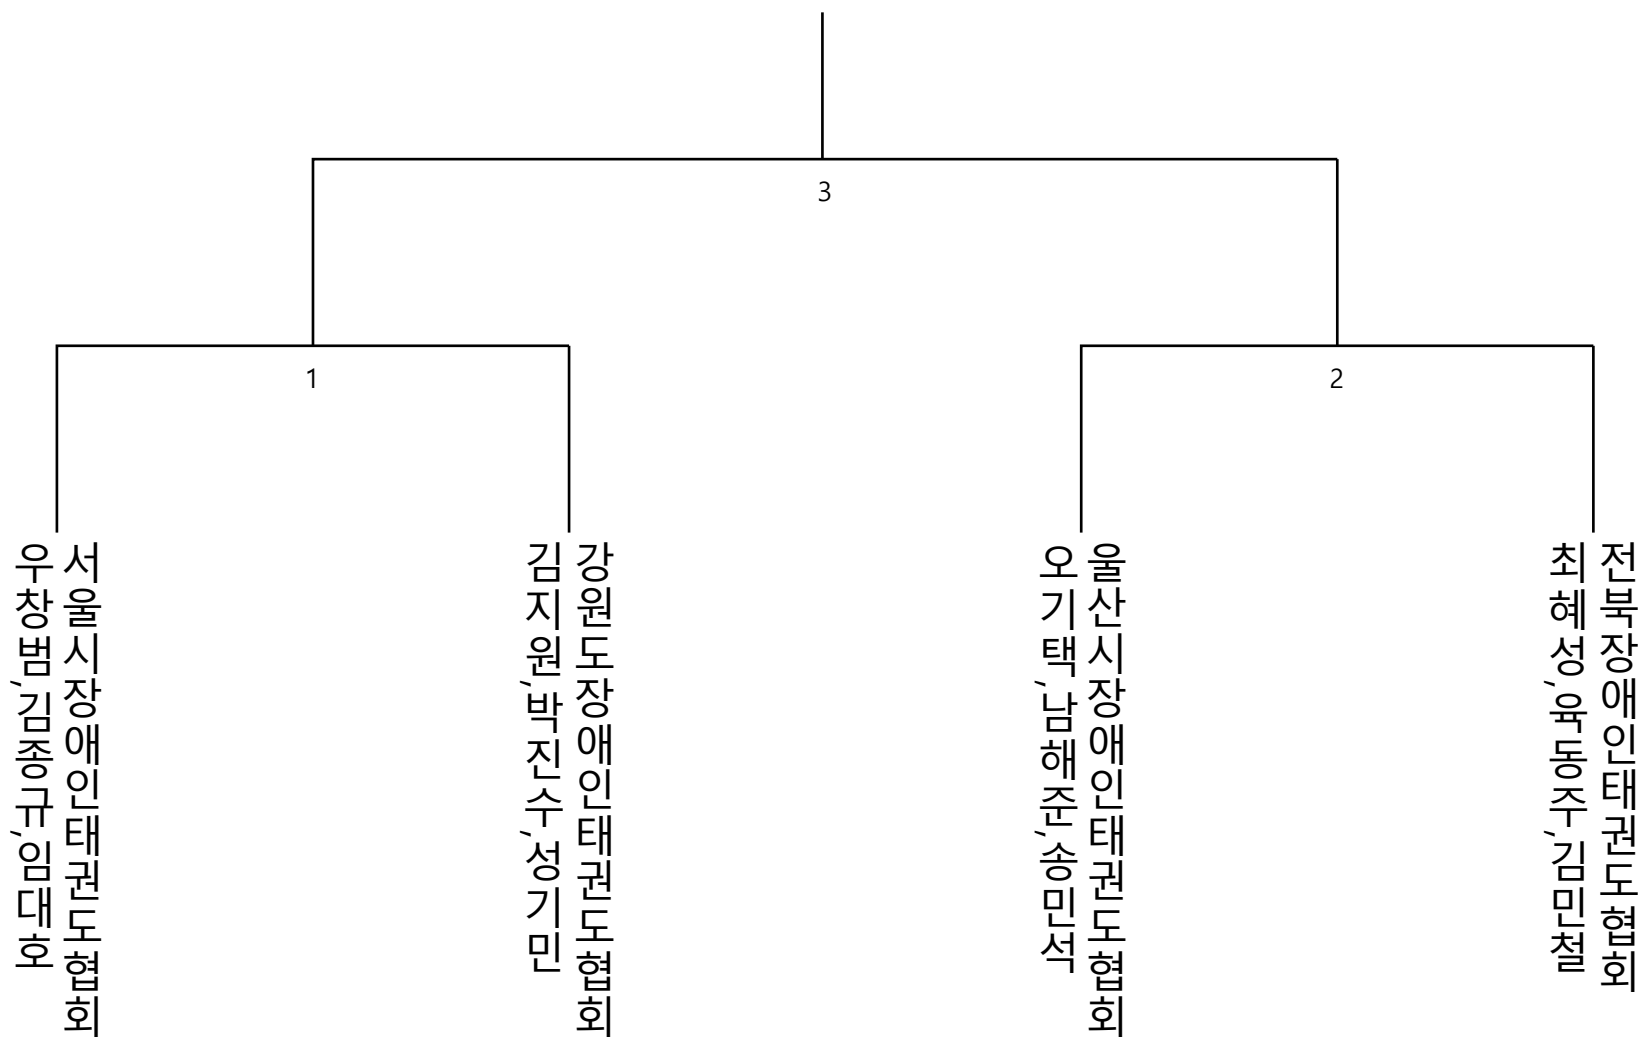 3
1
2
서울시장애인태권도협회
우창범,김종규,임대호
강원도장애인태권도협회
김지원,박진수,성기민
울산시장애인태권도협회
오기택,남해준,송민석
전북장애인태권도협회
최혜성,육동주,김민철